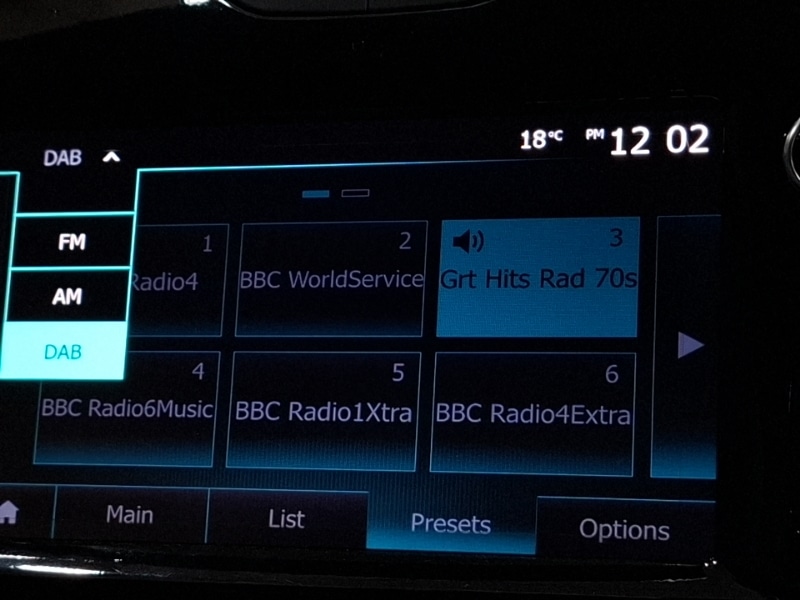 DAB
18°C PM 12 02
FM
AM
DAB
1
Radio4
2
BBC WorldService
3
Grt Hits Rad 70s
4
BBC Radio6Music
5
BBC Radio1Xtra
6
BBC Radio4Extra
Main
List
Presets
Options